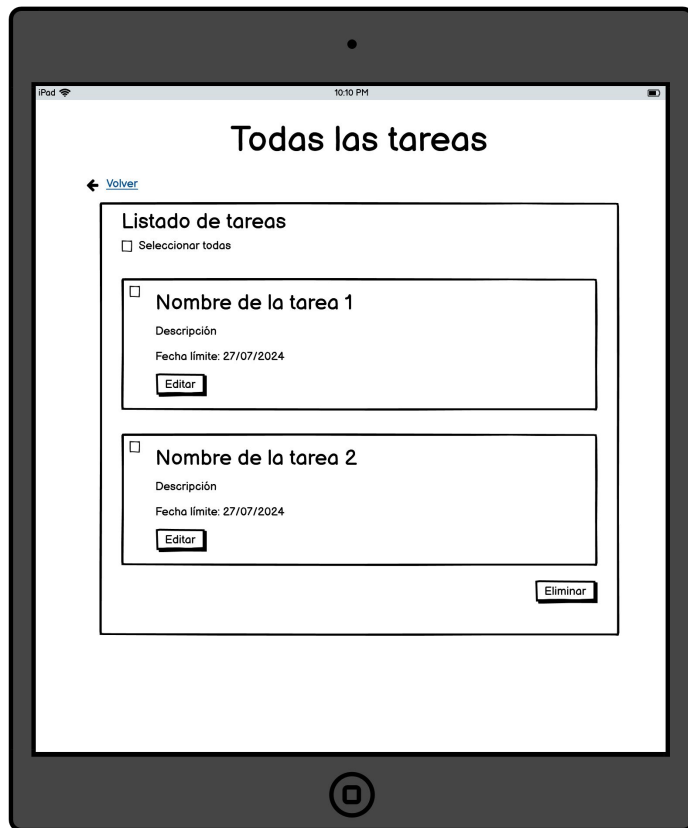 iPad
10:10 PM
Todas las tareas
Volver
Listado de tareas
Seleccionar todas
Nombre de la tarea 1
Descripción
Fecha límite: 27/07/2024
Editar
Nombre de la tarea 2
Descripción
Fecha límite: 27/07/2024
Editar
Eliminar